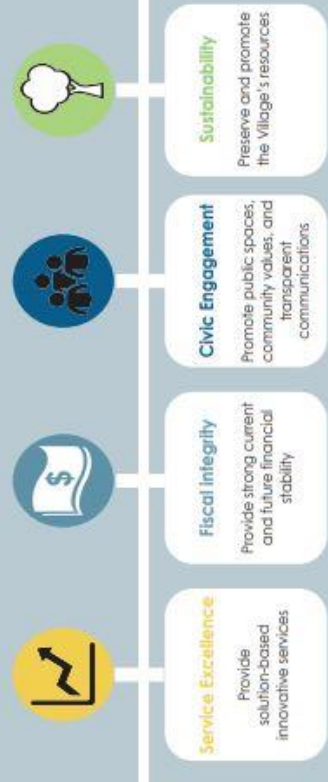 Service Excellence
Provide
solution-based
innovative services
Fiscal Integrity
Provide strong current
and future financial
stability
Civic Engagement
Promote public spaces,
community values, and
transparent
communications
Sustainability
Preserve and promote
the Village's resources
$